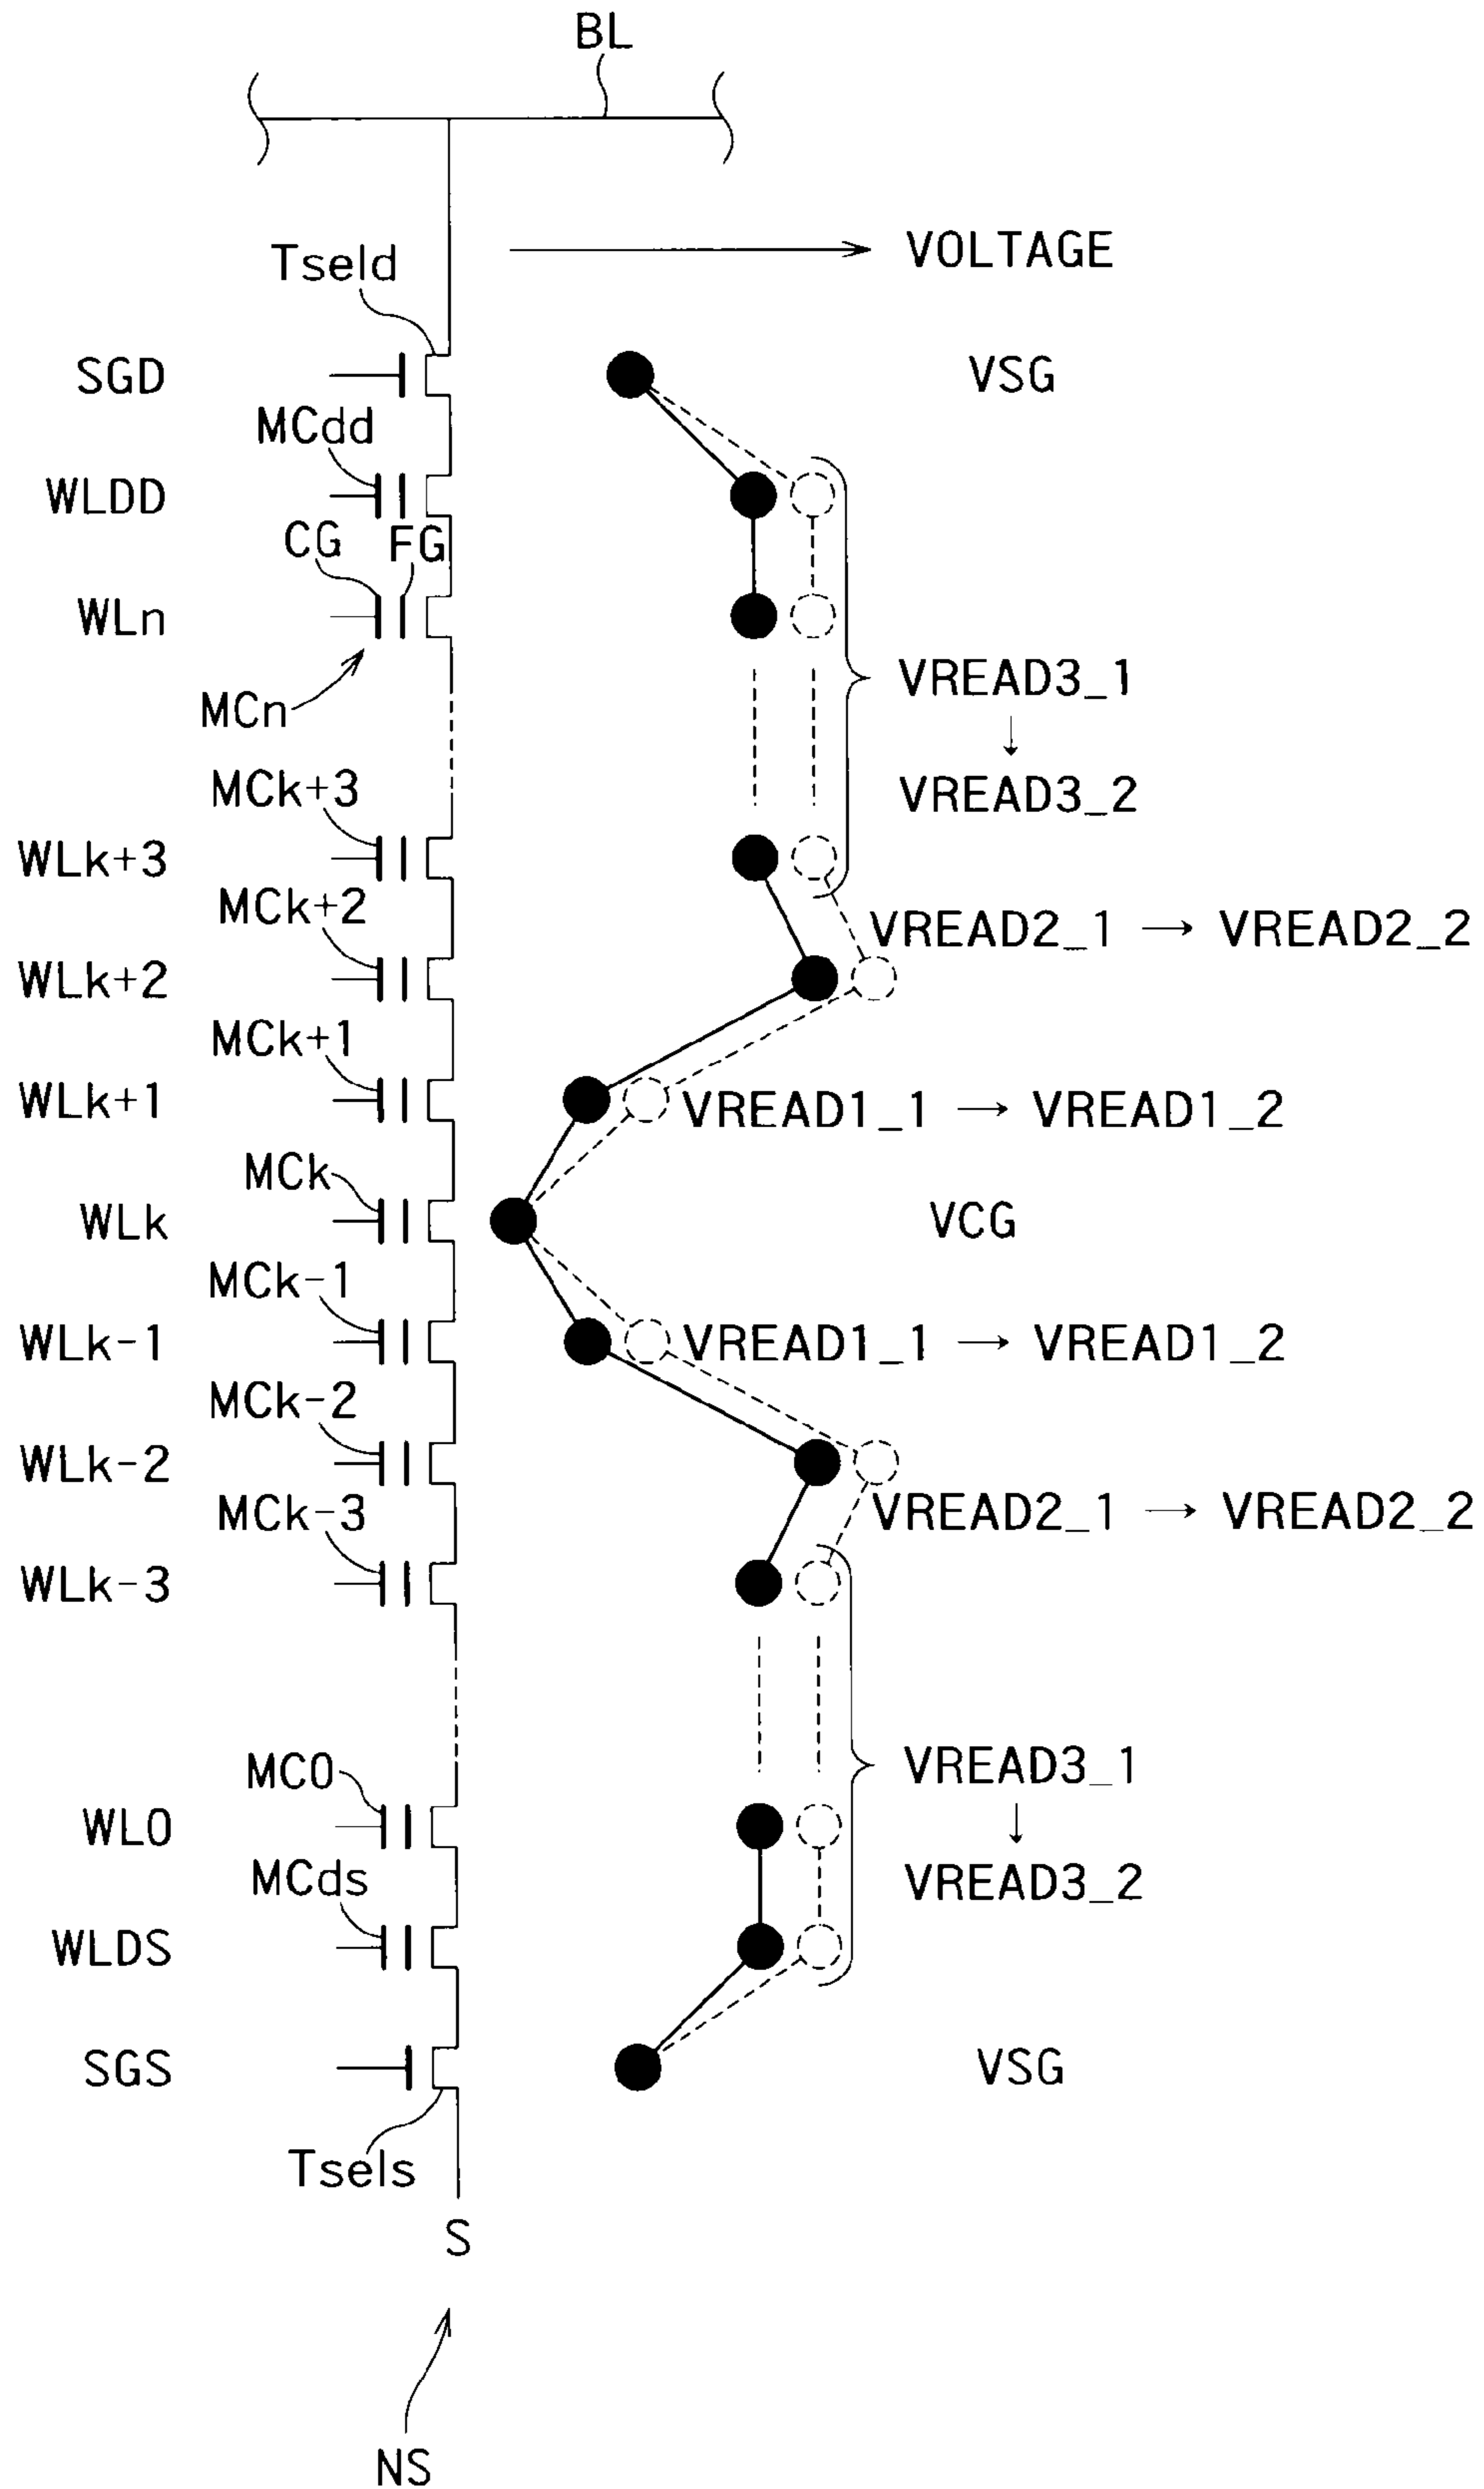 BL
VOLTAGE
Tseld
SGD
VSG
MCdd
WLDD
CG FG
WLn
MCn
VREAD3_1
↓
VREAD3_2
MCk+3
WLk+3
MCk+2
VREAD2_1 → VREAD2_2
WLk+2
MCk+1
WLk+1
VREAD1_1 → VREAD1_2
MCk
WLk
VCG
MCk-1
WLk-1
VREAD1_1 → VREAD1_2
MCk-2
WLk-2
VREAD2_1 → VREAD2_2
MCk-3
WLk-3
VREAD3_1
↓
VREAD3_2
MC0
WL0
MCds
WLDS
SGS
VSG
Tsels
S
NS